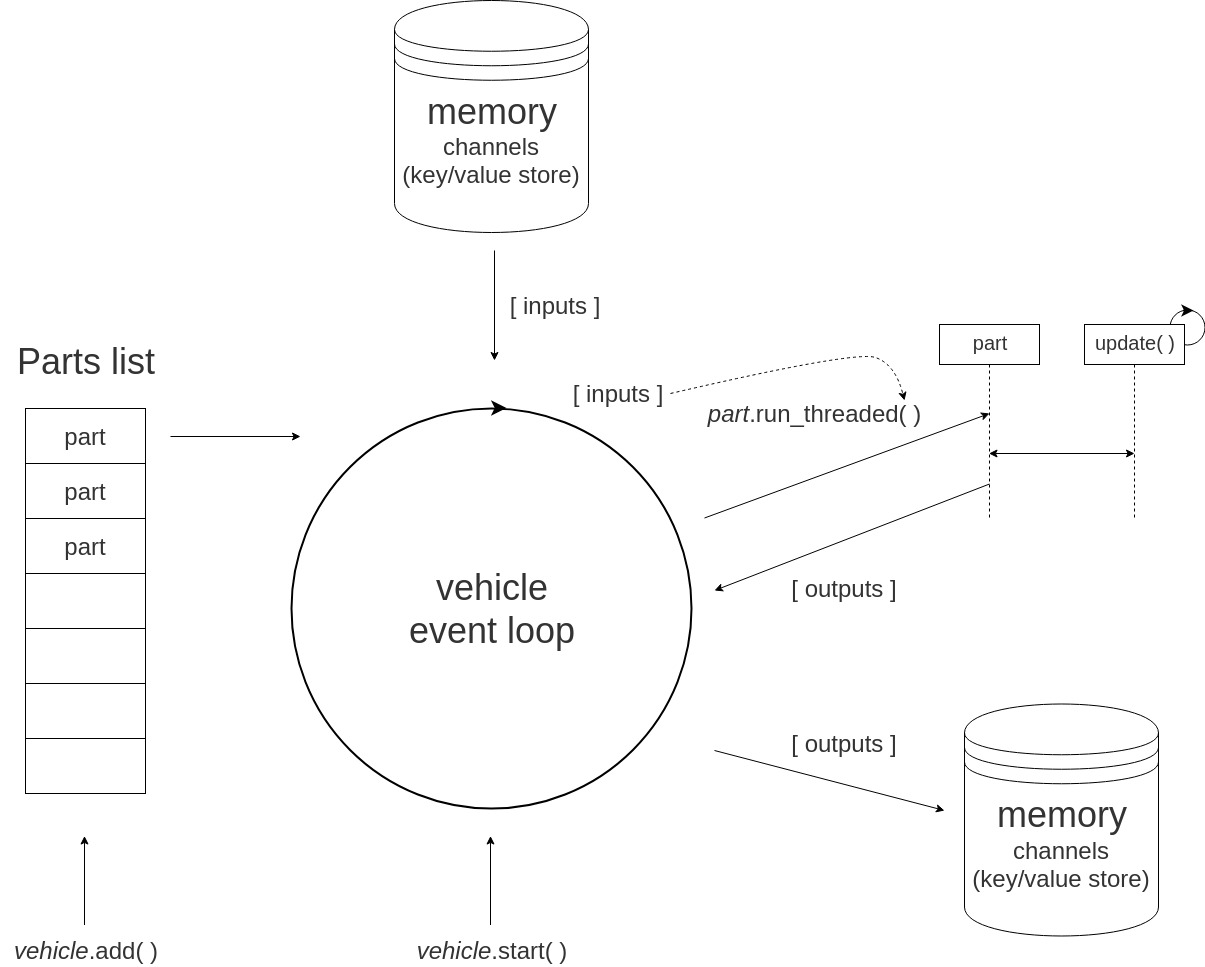 memory
channels
(key/value store)
[ inputs ]
part
update( )
Parts list
[ inputs ]
part.run_threaded( )
part
part
part
vehicle
event loop
[ outputs ]
[ outputs ]
memory
channels
(key/value store)
vehicle.add( )
vehicle.start( )